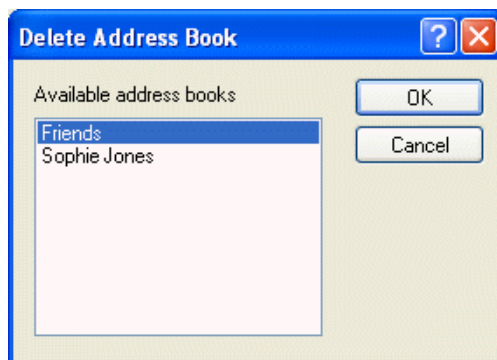 Delete Address Book
Available address books
OK
Friends
Cancel
Sophie Jones